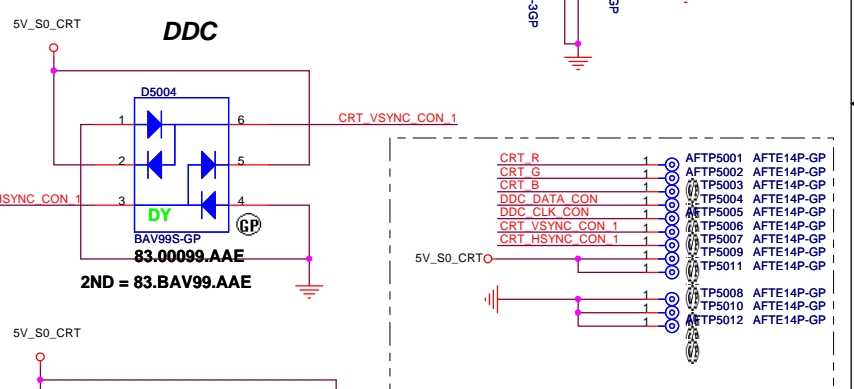 5V_S0_CRT
DDC
-3GP
GP
D5004
1
6
CRT_VSYNC_CON_1
2
5
HSYNC_CON_1
3
4
DY
GP
BAV99S-GP
83.00099.AAE
2ND = 83.BAV99.AAE
CRT_R 1 AFTP5001 AFTE14P-GP
CRT_G 1 AFTP5002 AFTE14P-GP
CRT_B 1 TP5003 AFTE14P-GP
DDC_DATA_CON 1 TP5004 AFTE14P-GP
DDC_CLK_CON 1 AFTP5005 AFTE14P-GP
CRT_VSYNC_CON_1 1 TP5006 AFTE14P-GP
CRT_HSYNC_CON_1 1 TP5007 AFTE14P-GP
5V_S0_CRT 1 TP5009 AFTE14P-GP
1 TP5011 AFTE14P-GP
1 TP5008 AFTE14P-GP
1 TP5010 AFTE14P-GP
1 AFTP5012 AFTE14P-GP
5V_S0_CRT